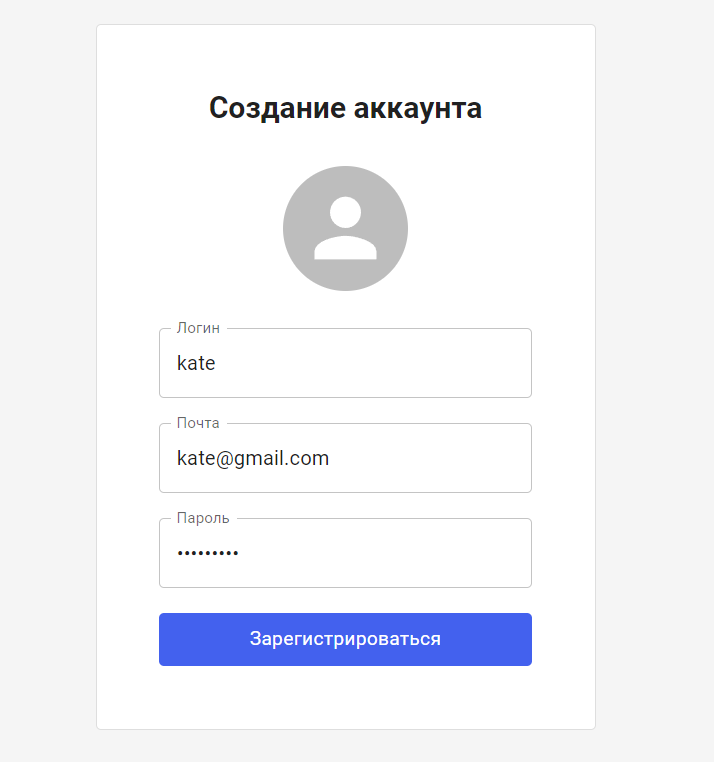 Создание аккаунта
Логин
kate
Почта
kate@gmail.com
Пароль
•••••••••
Зарегистрироваться